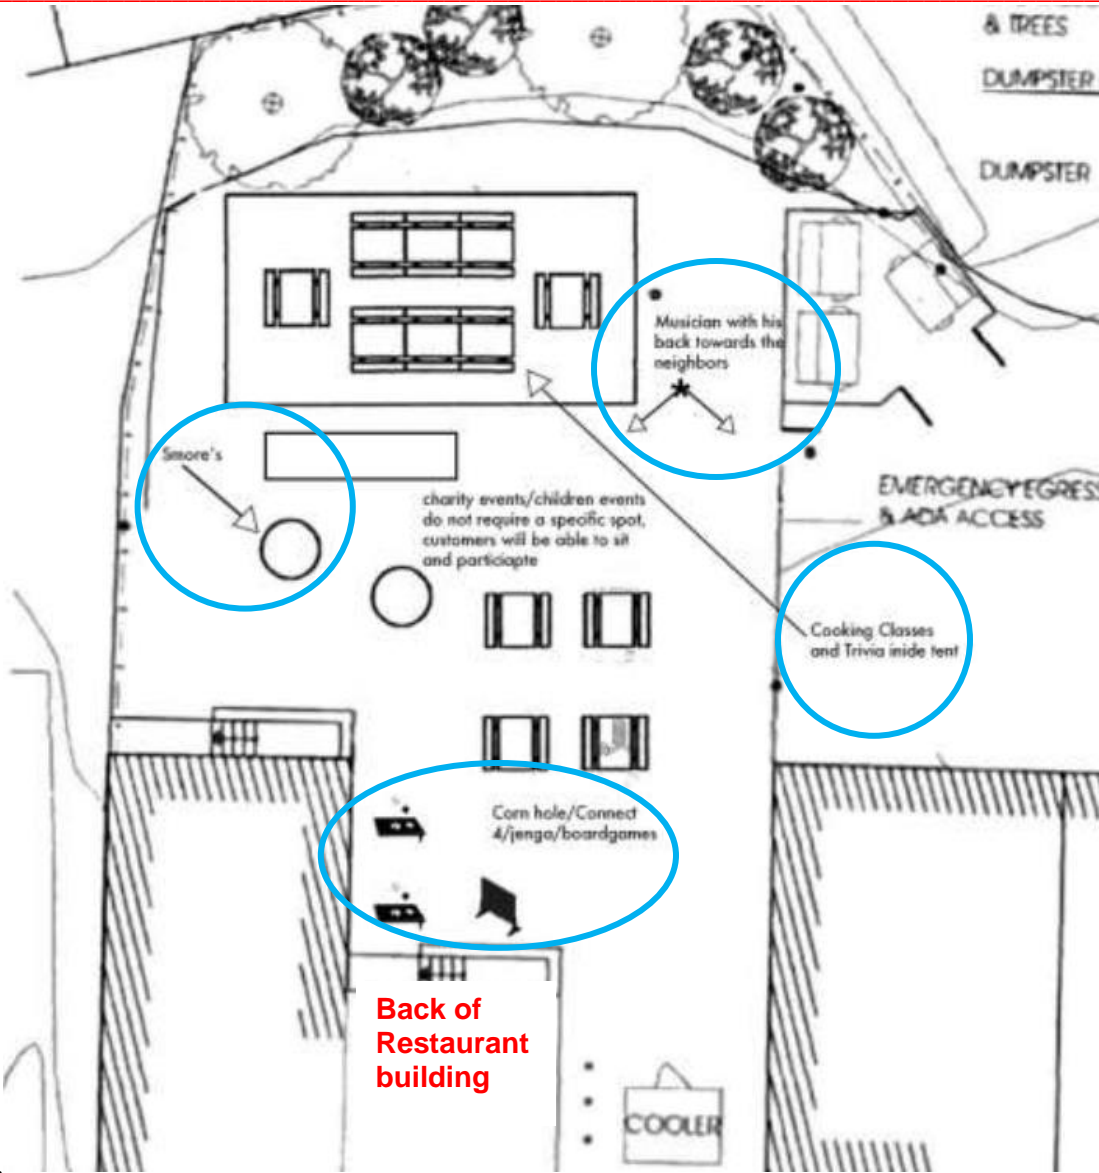 & TREES
DUMPSTER
DUMPSTER
Musician with his
back towards the
neighbors
Smore's
EMERGENCY EGRESS
& ADA ACCESS
charity events/children events
do not require a specific spot,
customers will be able to sit
and particiapte
Cooking Classes
and Trivia inide tent
Corn hole/Connect
4/jenga/boardgames
Back of
Restaurant
building
COOLER